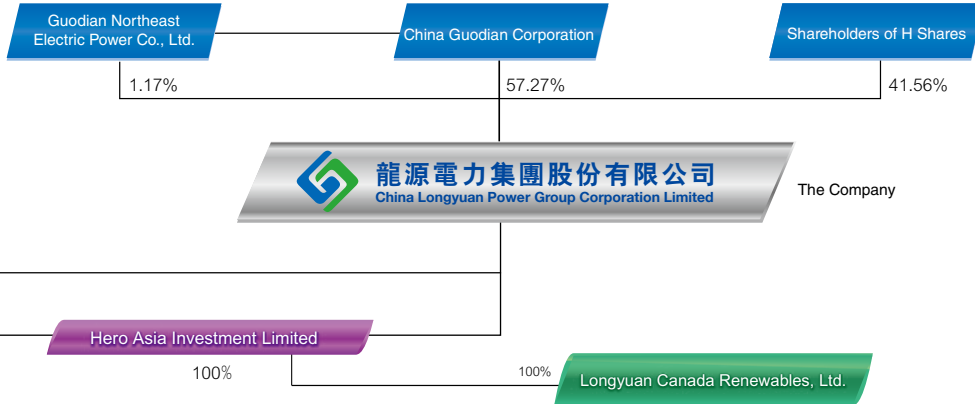 Guodian Northeast
Electric Power Co., Ltd.
China Guodian Corporation
Shareholders of H Shares
1.17%
57.27%
41.56%
龍源電力集團股份有限公司
China Longyuan Power Group Corporation Limited
The Company
Hero Asia Investment Limited
100%
100%
Longyuan Canada Renewables, Ltd.